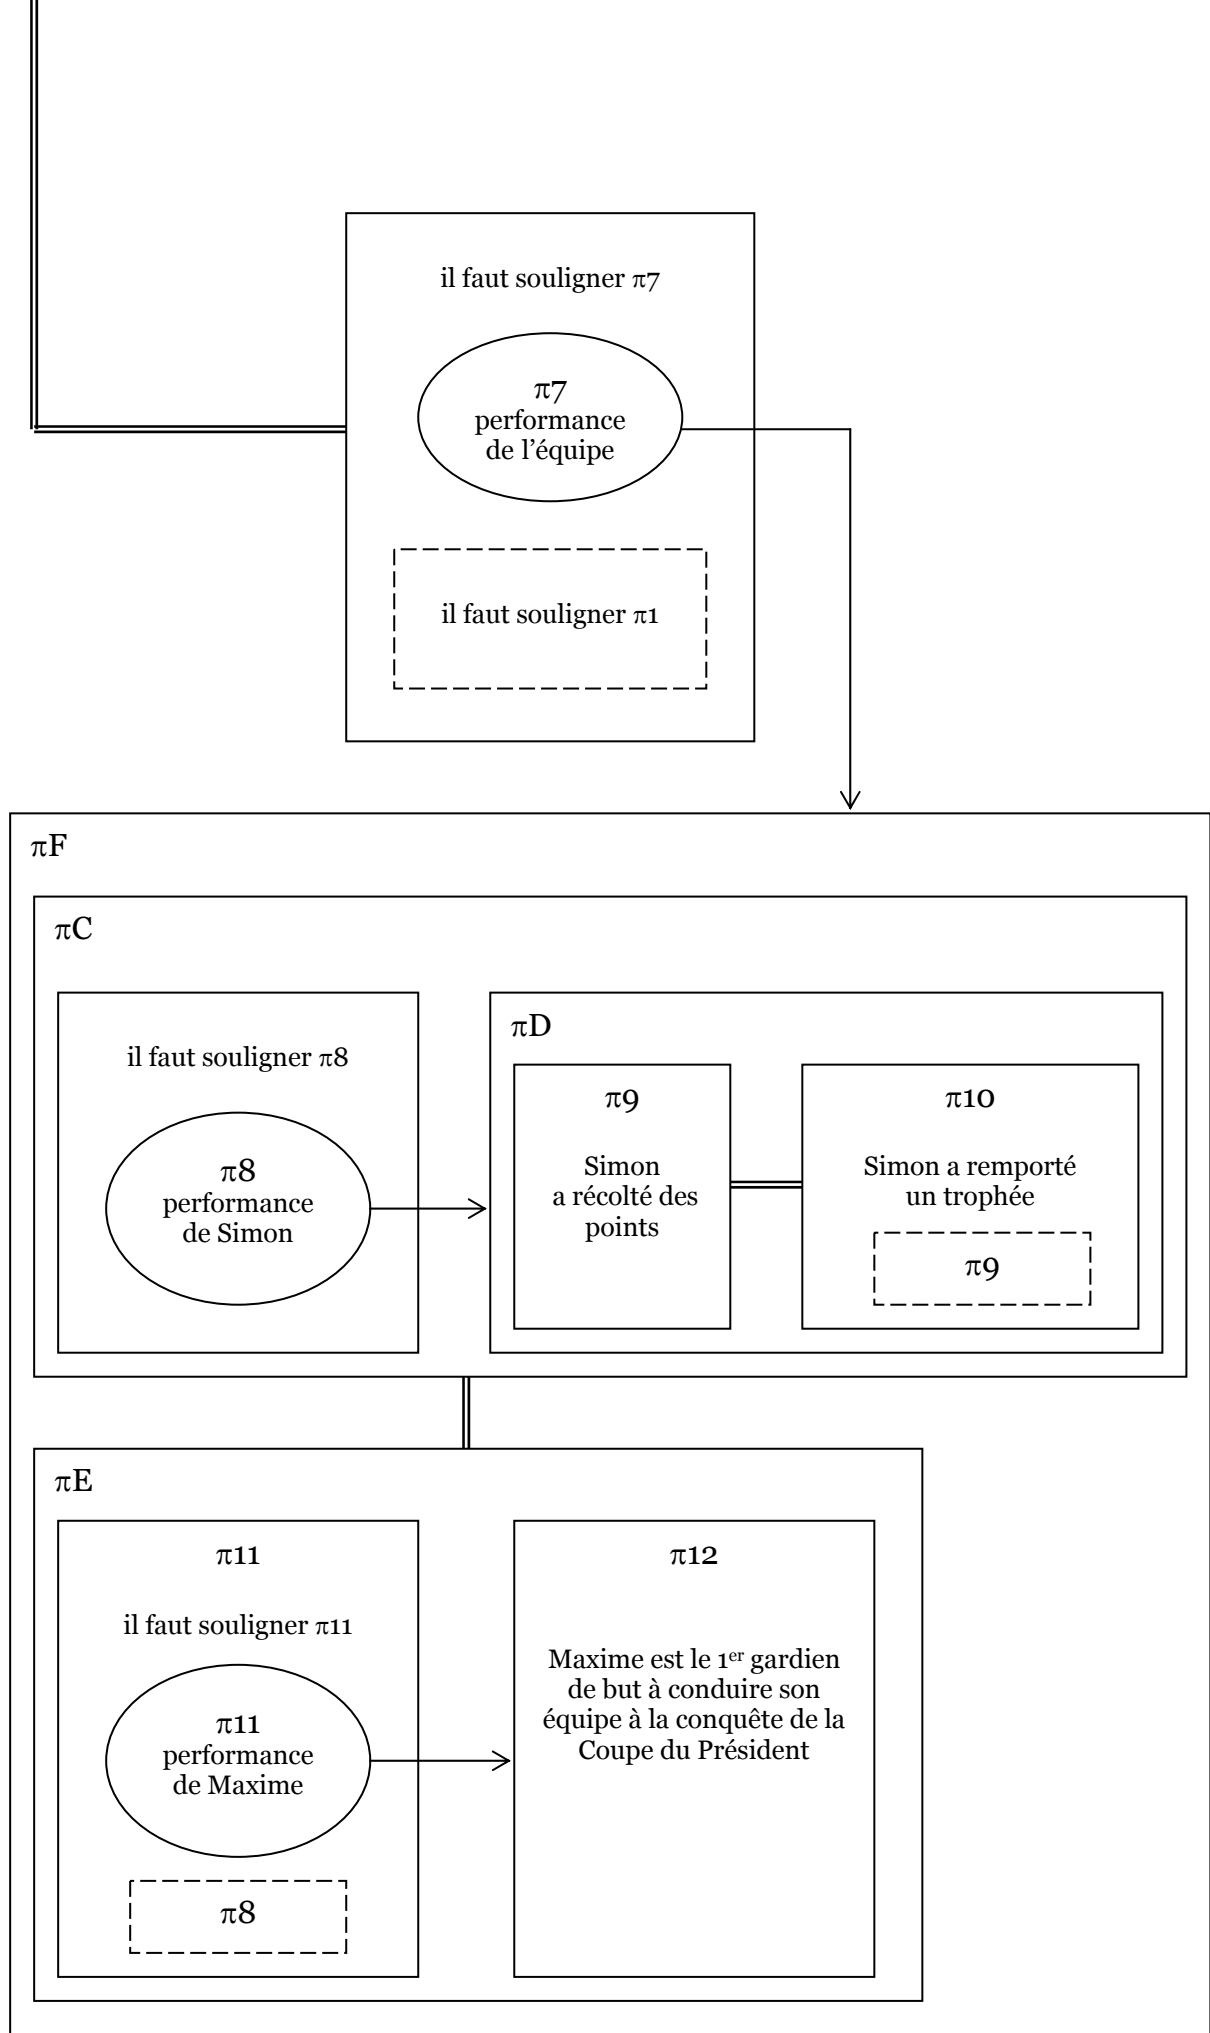 il faut souligner π7
π7
performance
de l’équipe
il faut souligner π1
πF
πC
il faut souligner π8
π8
performance
de Simon
πD
π9
Simon
a récolté des
points
π10
Simon a remporté
un trophée
π9
πE
π11
il faut souligner π11
π11
performance
de Maxime
π8
π12
Maxime est le 1er gardien
de but à conduire son
équipe à la conquête de la
Coupe du Président